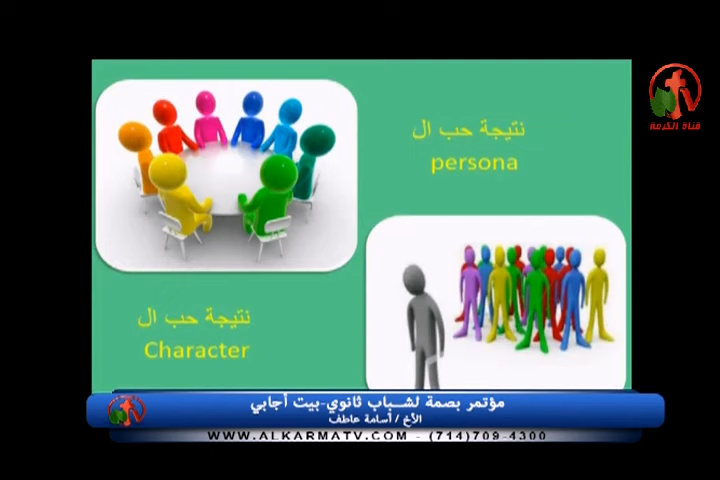 نتيجة حب ال
persona
قناة الكرمة
نتيجة حب ال
Character
مؤتمر بصمة لشباب ثانوي-بيت أجابي
الأخ / أسامة عاطف
WWW.ALKARMATV.COM - (714)709-4300